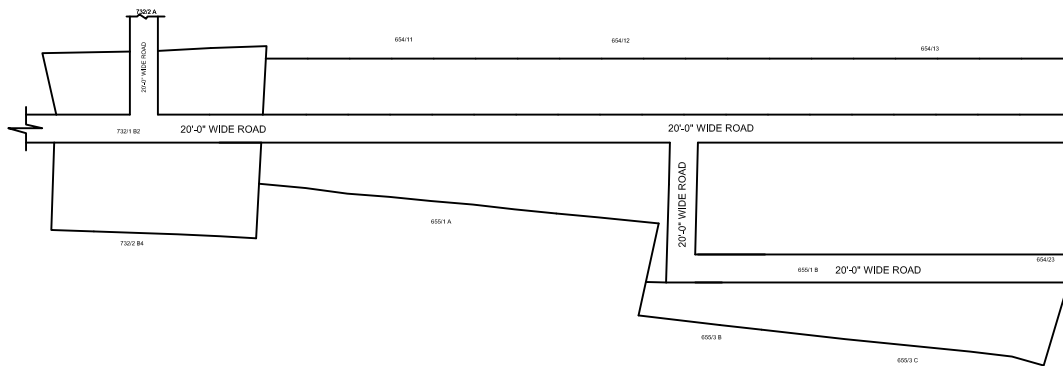 732/2 A
654/11
654/12
654/13
20'-0" WIDE ROAD
732/1 B2
20'-0" WIDE ROAD
20'-0" WIDE ROAD
20'-0" WIDE ROAD
655/1 A
732/2 B4
654/23
655/1 B
20'-0" WIDE ROAD
655/3 B
655/3 C